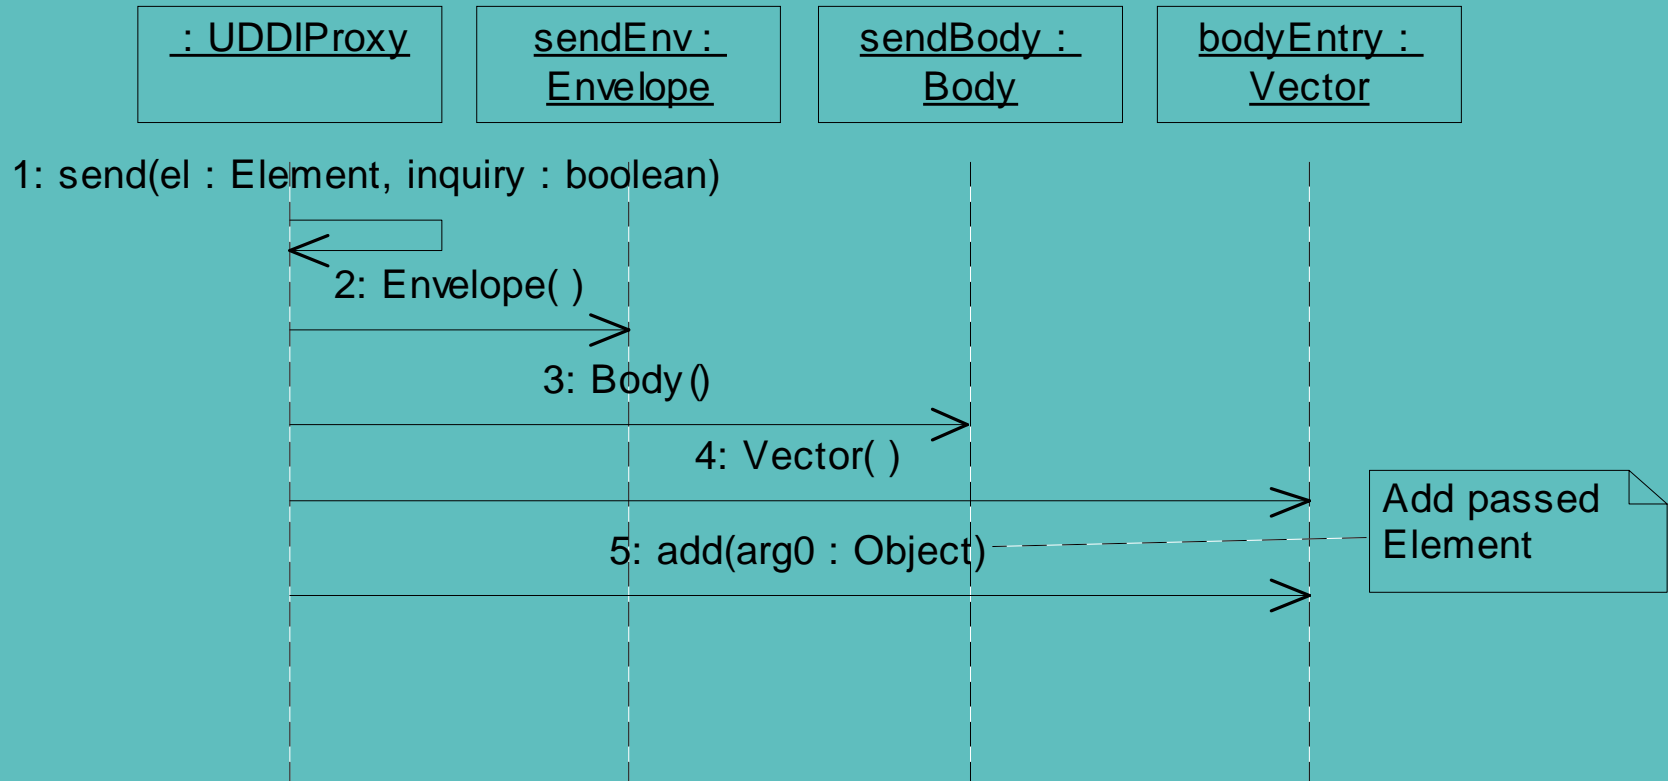 : UDDIProxy
sendEnv :
Envelope
sendBody :
Body
bodyEntry :
Vector
1: send(el : Element, inquiry : boolean)
2: Envelope( )
3: Body()
4: Vector( )
5: add(arg0 : Object)
Add passed
Element